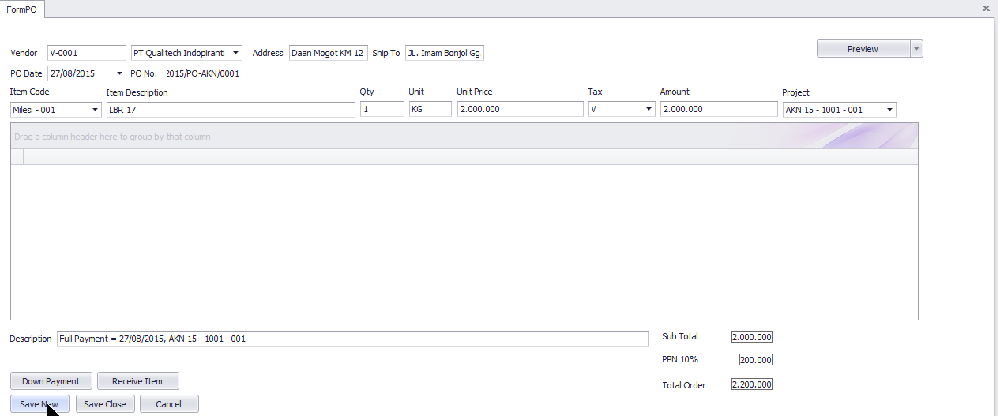 FormPO
Vendor V-0001 PT Qualitech Indopiranti Address Daan Mogot KM 12 Ship To JL. Imam Bonjol Gg Preview
PO Date 27/08/2015 PO No. 2015/PO-AKN/0001
Item Code Item Description Qty Unit Unit Price Tax Amount Project
Milesi - 001 LBR 17 1 KG 2.000.000 V 2.000.000 AKN 15 - 1001 - 001
Drag a column header here to group by that column
Description Full Payment = 27/08/2015, AKN 15 - 1001 - 001 Sub Total 2.000.000
PPN 10% 200.000
Down Payment Receive Item Total Order 2.200.000
Save New Save Close Cancel